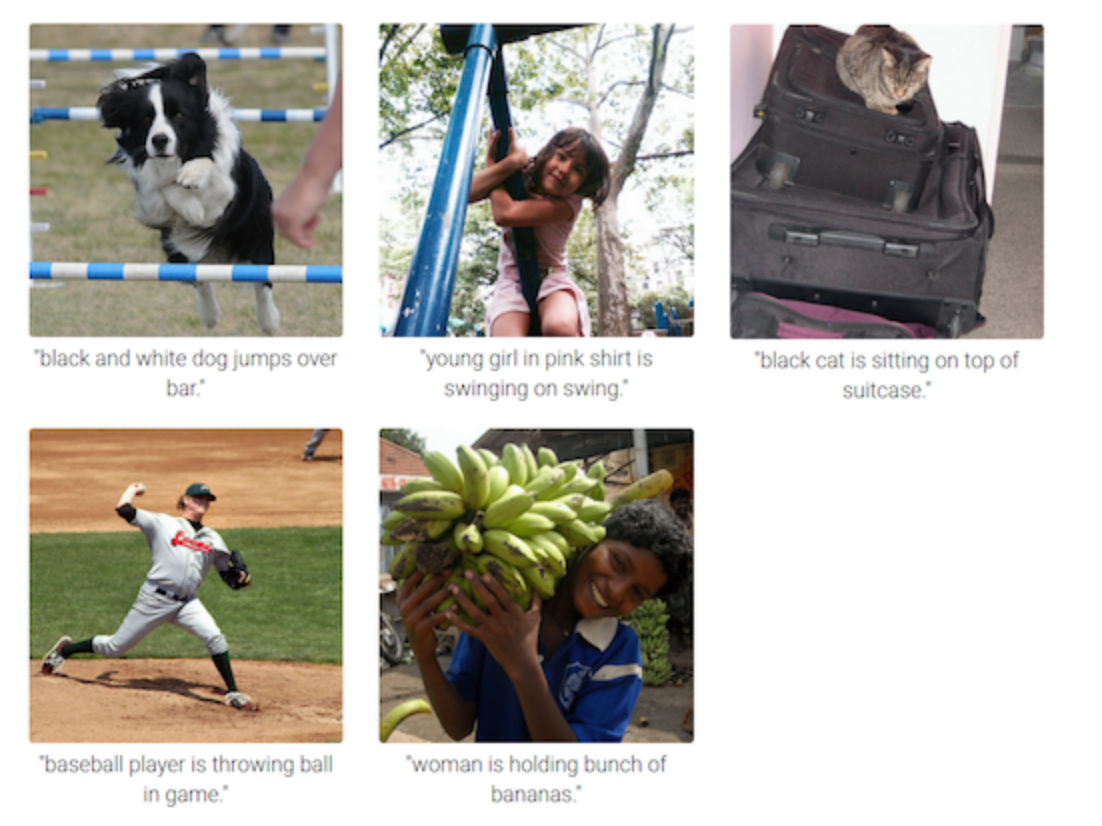 "black and white dog jumps over
bar."
"young girl in pink shirt is
swinging on swing."
"black cat is sitting on top of
suitcase."
"baseball player is throwing ball
in game."
"woman is holding bunch of
bananas."